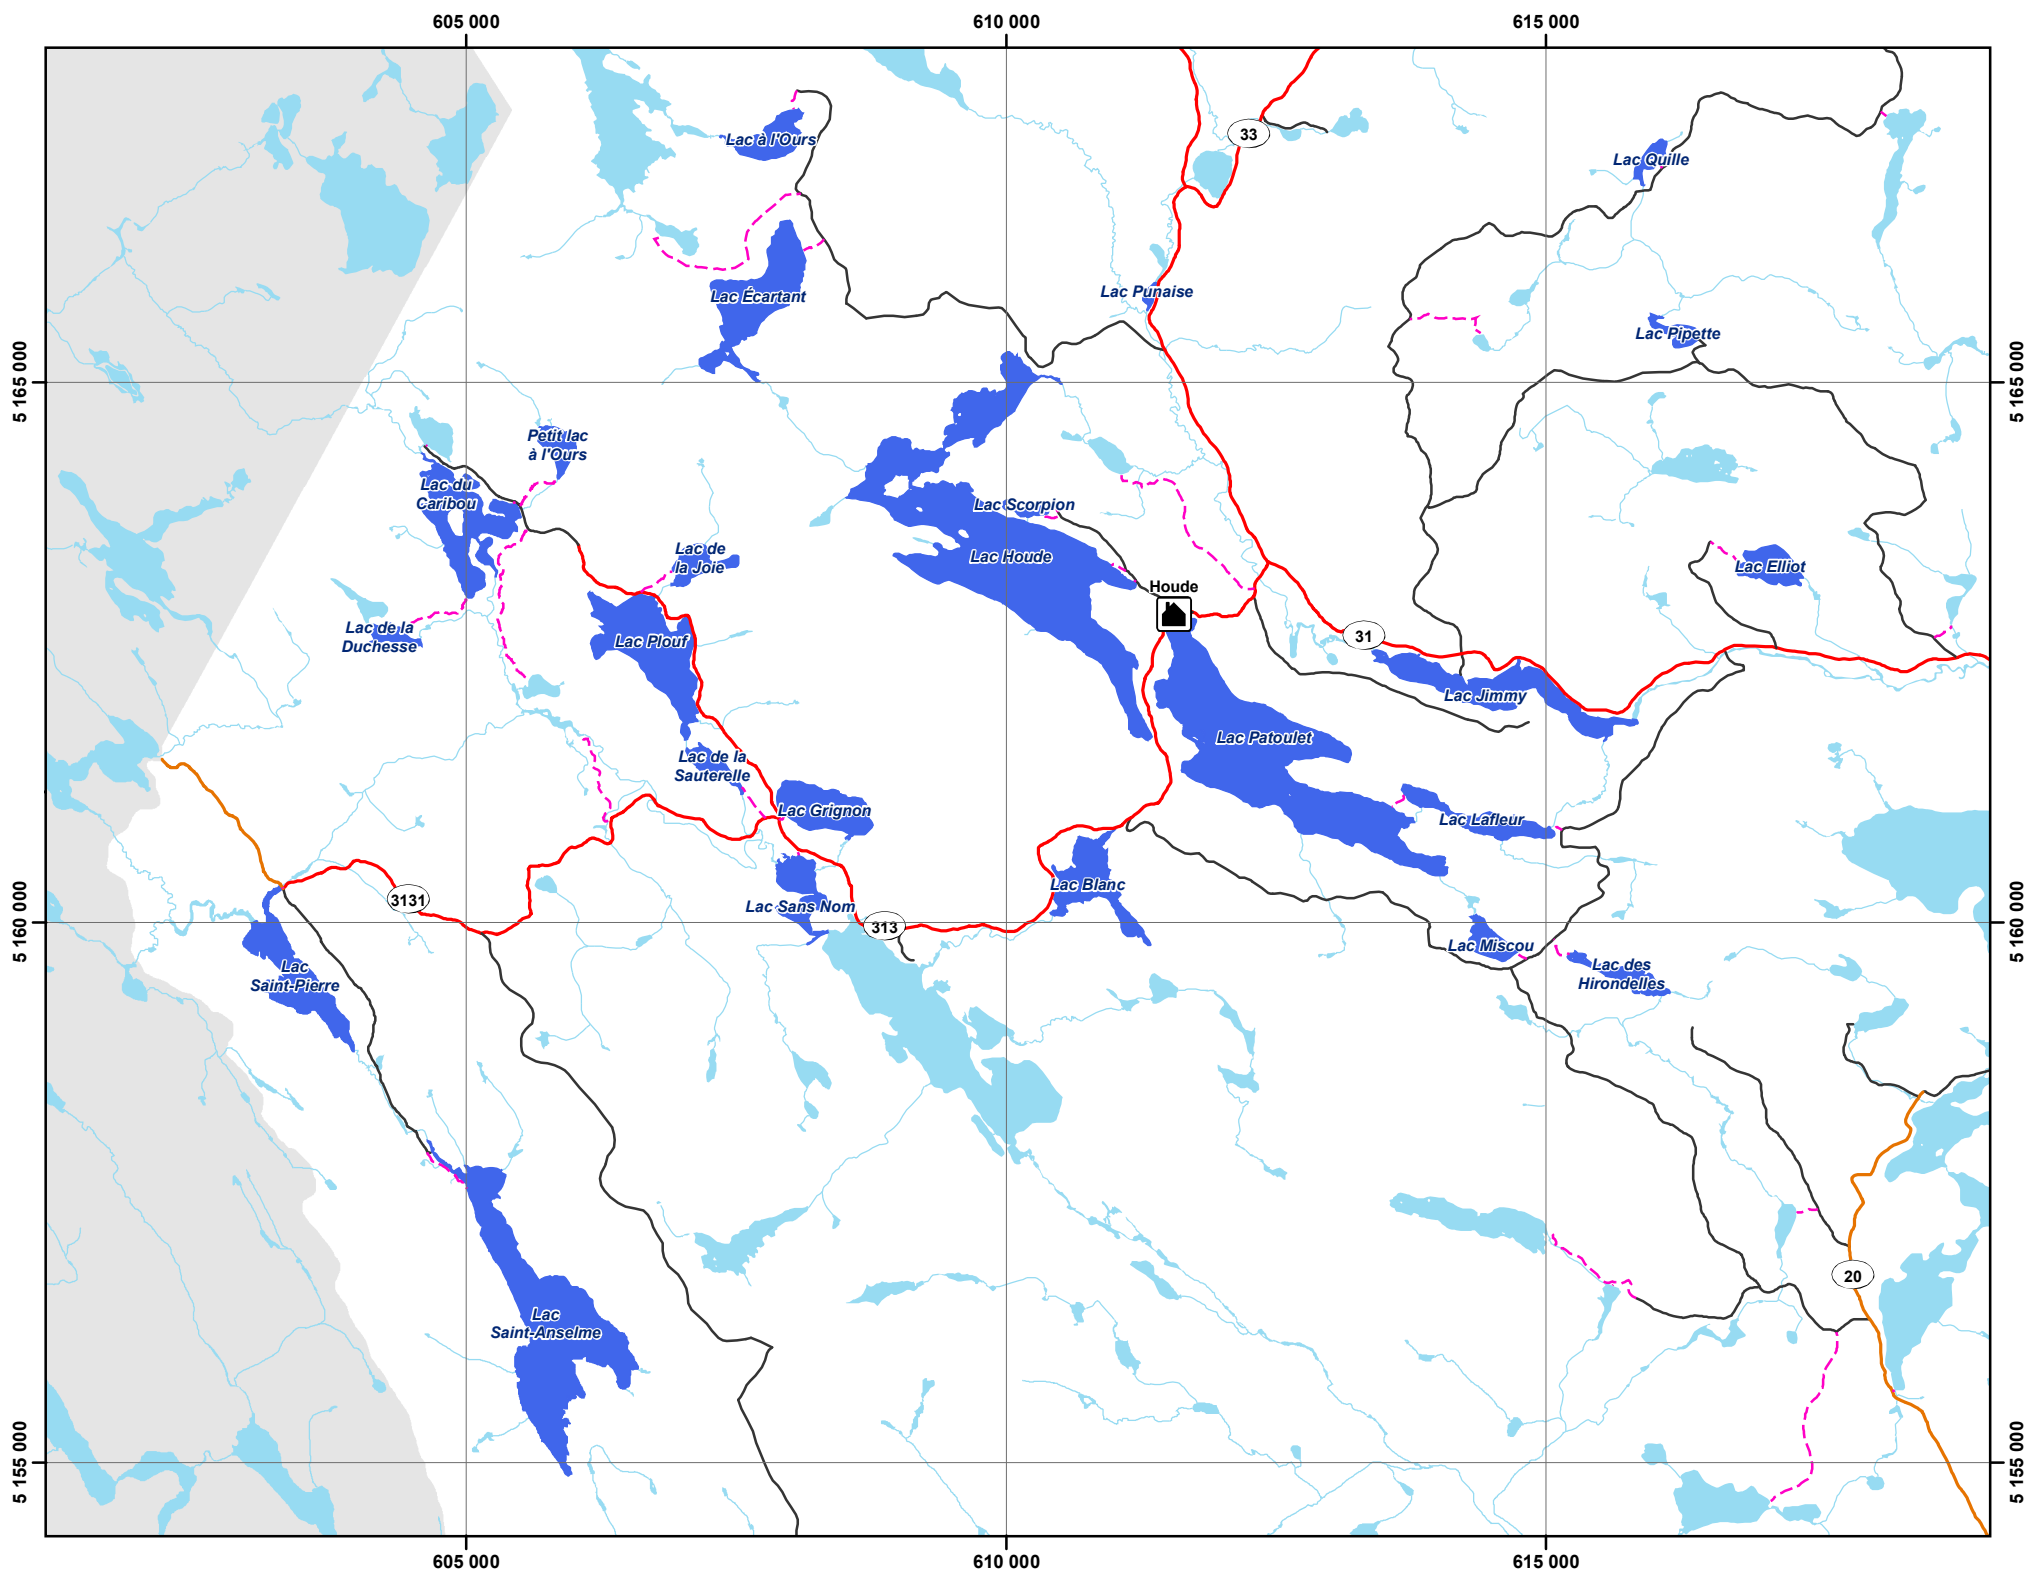 605 000
610 000
615 000
33
Lac à l'Ours
Lac Quille
Lac Écartant
Lac Punaise
Lac Pipette
5 165 000
5 165 000
Petit lac
à l'Ours
Lac du
Caribou
Lac Scorpion
Lac de
la Joie
Lac Houde
Lac Elliot
Houde
Lac de la
Duchesse
Lac Plouf
31
Lac Jimmy
Lac Patoulet
Lac de la
Sauterelle
Lac Grignon
Lac Lafleur
Lac Blanc
3131
Lac Sans Nom
313
5 160 000
5 160 000
Lac Miscou
Lac
Saint-Pierre
Lac des
Hirondelles
20
Lac
Saint-Anselme
5 155 000
5 155 000
605 000
610 000
615 000